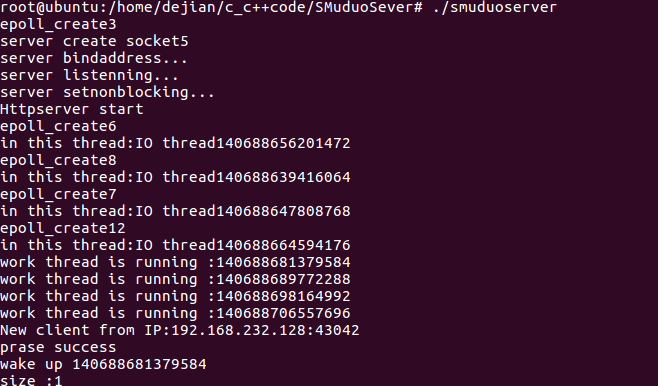 root@ubuntu:/home/dejian/c_c++code/SMuduoSever# ./smuduoserver
epoll_create3
server create socket5
server bindaddress...
server listenning...
server setnonblocking...
Httpserver start
epoll_create6
in this thread:IO thread140688656201472
epoll_create8
in this thread:IO thread140688639416064
epoll_create7
in this thread:IO thread140688647808768
epoll_create12
in this thread:IO thread140688664594176
work thread is running :140688681379584
work thread is running :140688689772288
work thread is running :140688698164992
work thread is running :140688706557696
New client from IP:192.168.232.128:43042
prase success
wake up 140688681379584
size :1